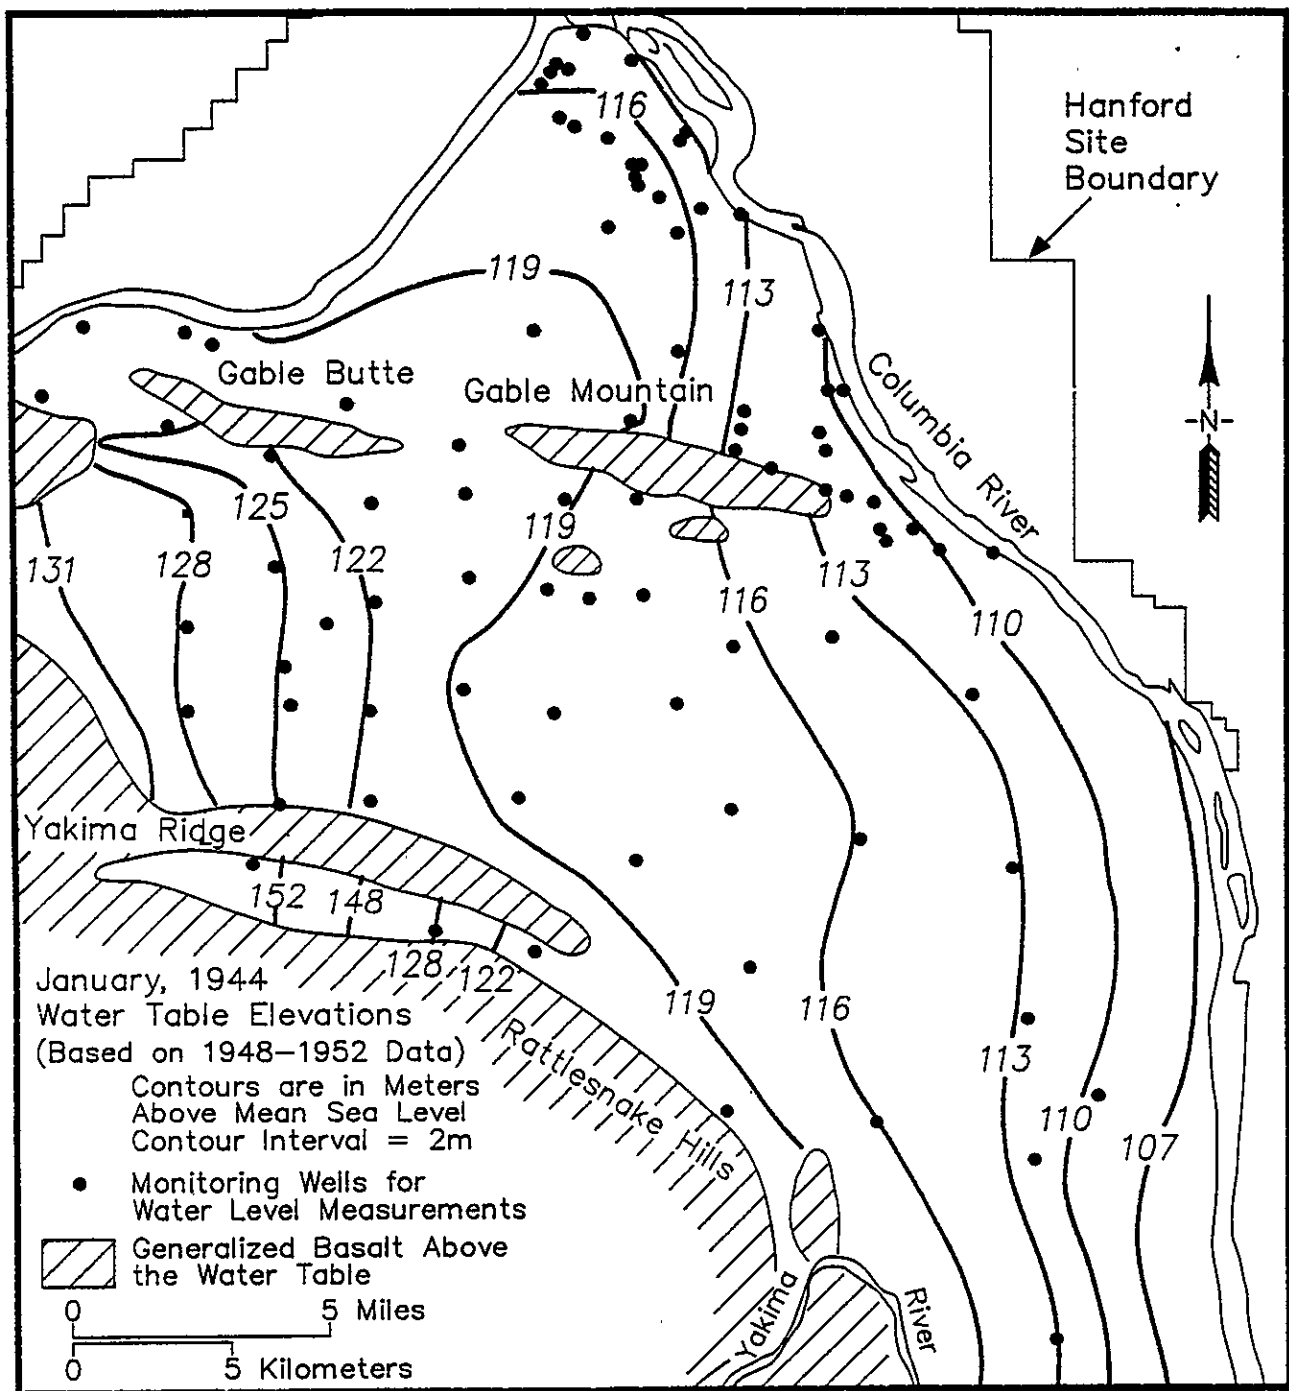 116
Hanford
Site
Boundary
119
113
Columbia River
Gable Butte
Gable Mountain
-N-
125
119
131
128
122
113
116
110
Yakima Ridge
152
148
128
122
January, 1944
Water Table Elevations
(Based on 1948-1952 Data)
Contours are in Meters
Above Mean Sea Level
Contour Interval = 2m
Monitoring Wells for
Water Level Measurements
Generalized Basalt Above
the Water Table
0 5 Miles
0 5 Kilometers
Rattlesnake Hills
119
116
113
110
107
Yakima River